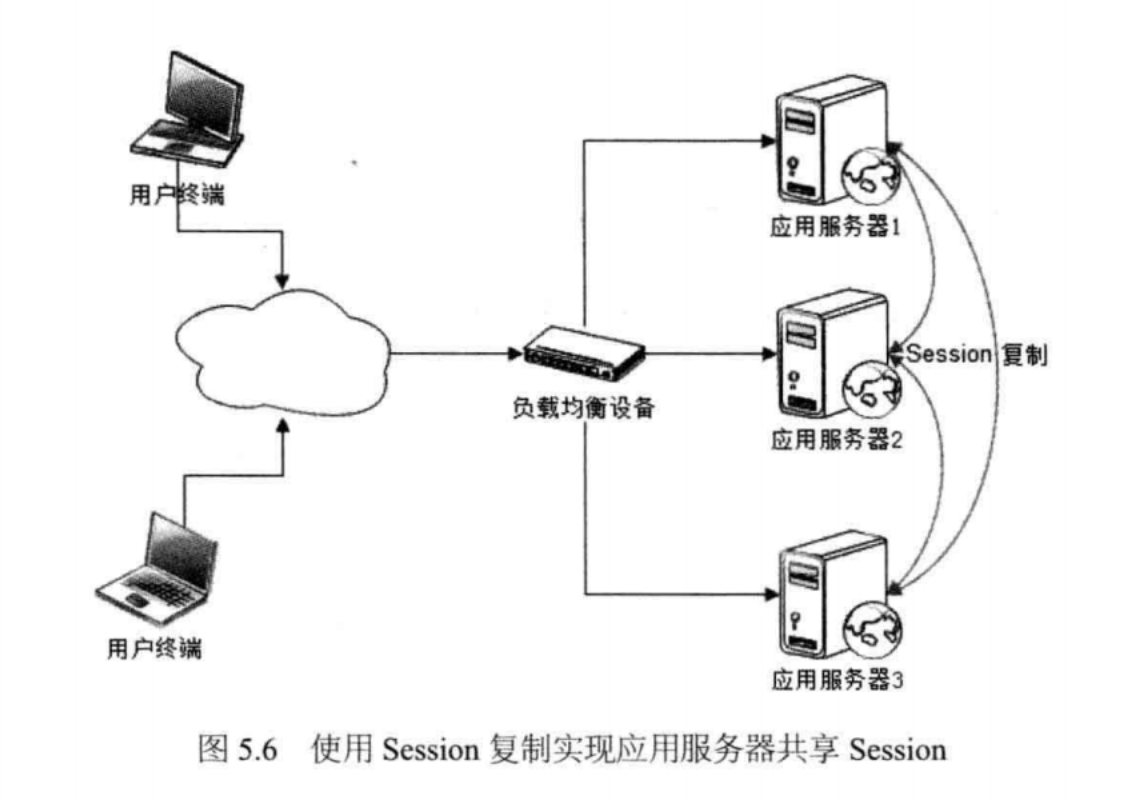 用户终端
应用服务器1
应用服务器2
Session 复制
负载均衡设备
用户终端
应用服务器3
图 5.6 使用 Session 复制实现应用服务器共享 Session